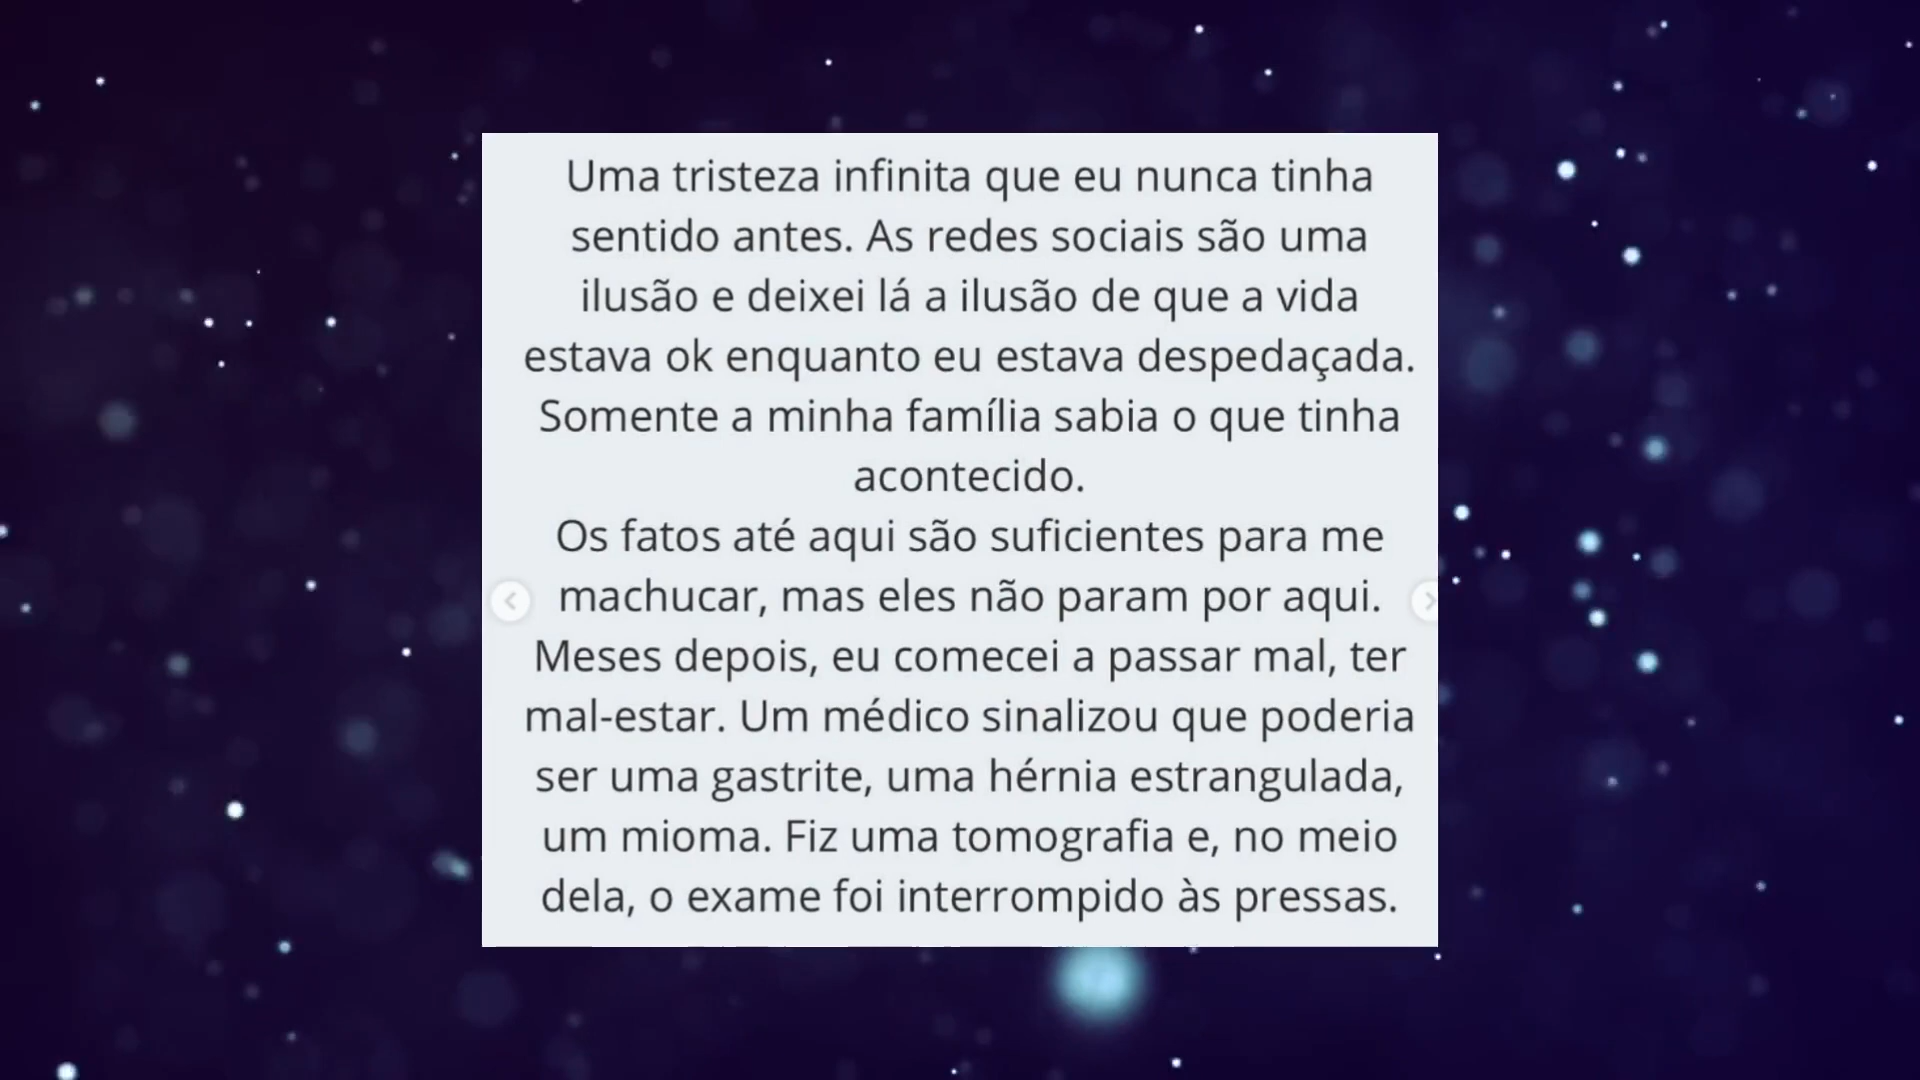 Uma tristeza infinita que eu nunca tinha
sentido antes. As redes sociais são uma
ilusão e deixei lá a ilusão de que a vida
estava ok enquanto eu estava despedaçada.
Somente a minha família sabia o que tinha
acontecido.
Os fatos até aqui são suficientes para me
machucar, mas eles não param por aqui.
Meses depois, eu comecei a passar mal, ter
mal-estar. Um médico sinalizou que poderia
ser uma gastrite, uma hérnia estrangulada,
um mioma. Fiz uma tomografia e, no meio
dela, o exame foi interrompido às pressas.